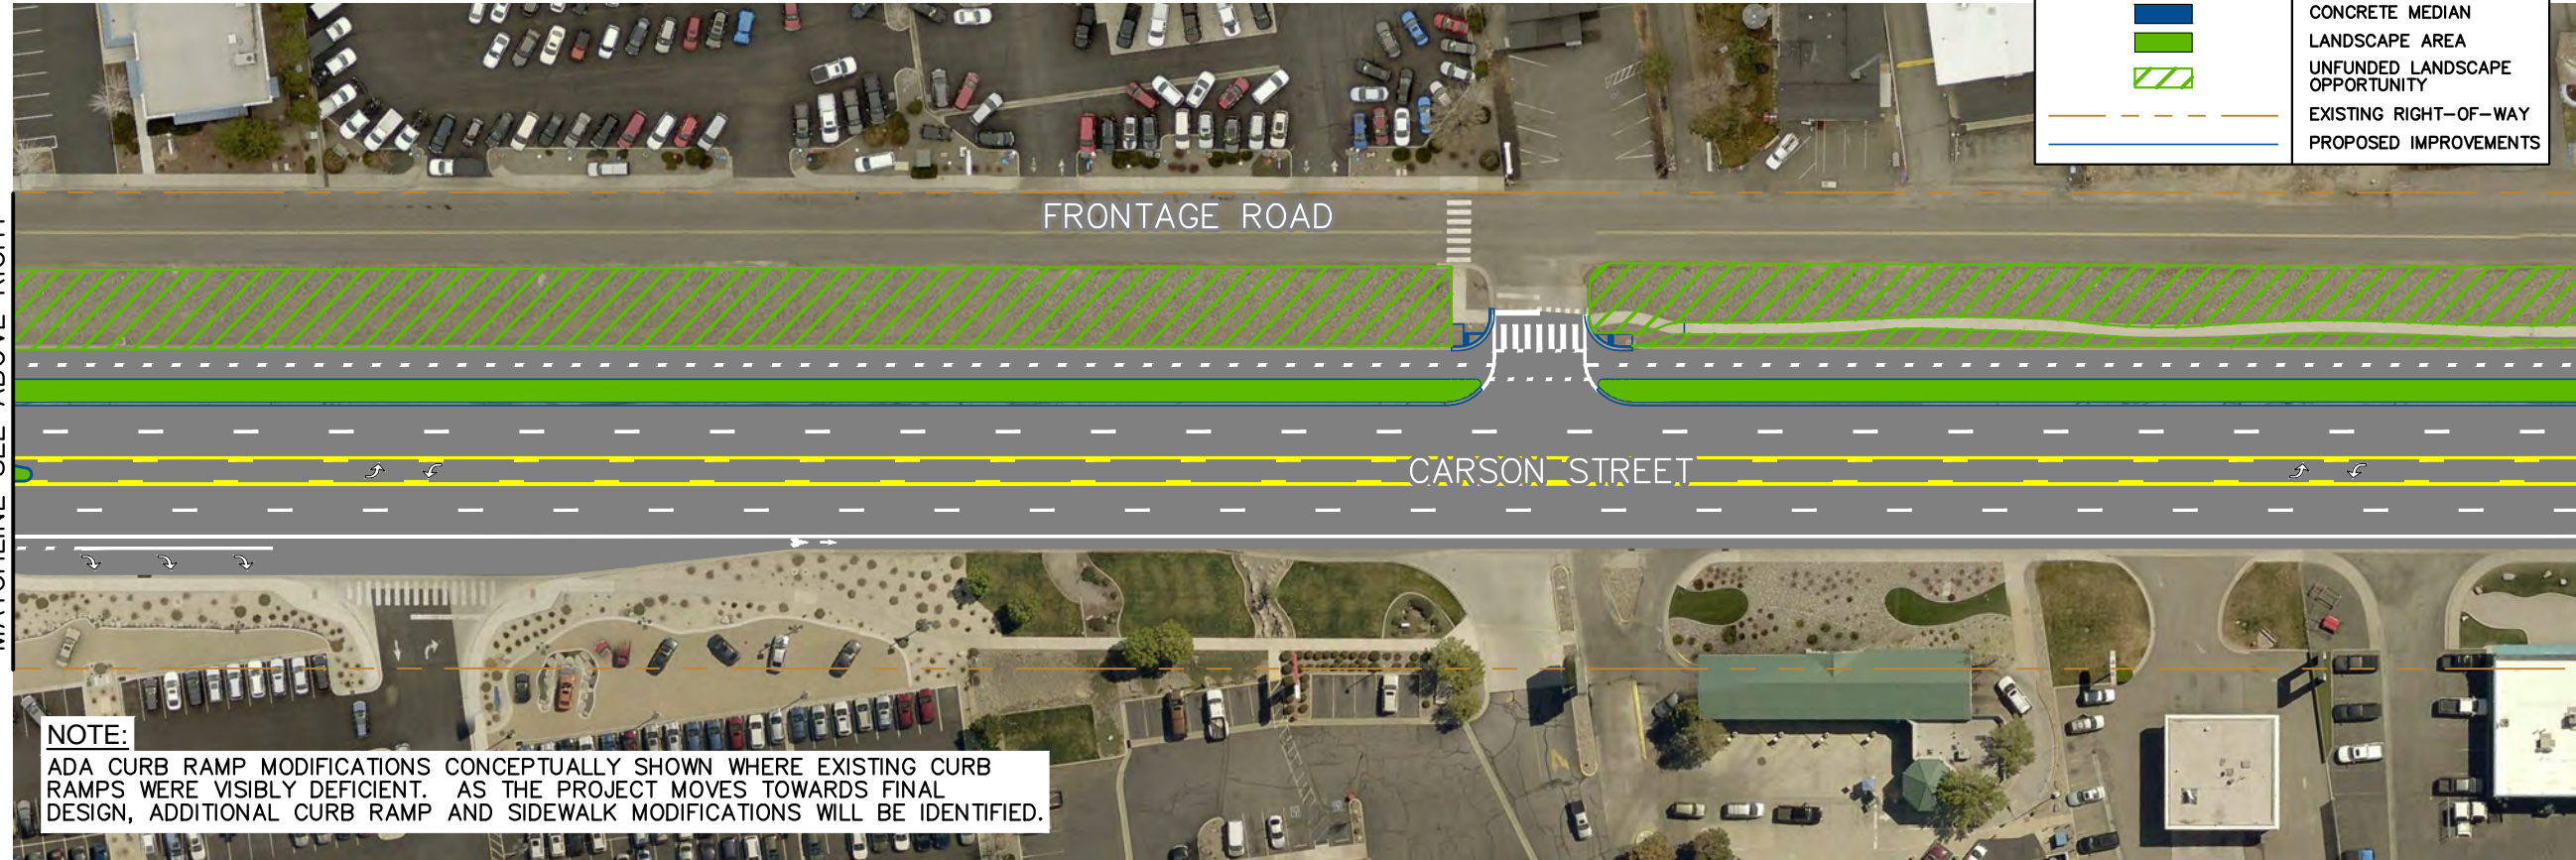 CONCRETE MEDIAN
LANDSCAPE AREA
UNFUNDED LANDSCAPE
OPPORTUNITY
EXISTING RIGHT-OF-WAY
PROPOSED IMPROVEMENTS
FRONTAGE ROAD
CARSON STREET
NOTE:
ADA CURB RAMP MODIFICATIONS CONCEPTUALLY SHOWN WHERE EXISTING CURB
RAMPS WERE VISIBLY DEFICIENT. AS THE PROJECT MOVES TOWARDS FINAL
DESIGN, ADDITIONAL CURB RAMP AND SIDEWALK MODIFICATIONS WILL BE IDENTIFIED.